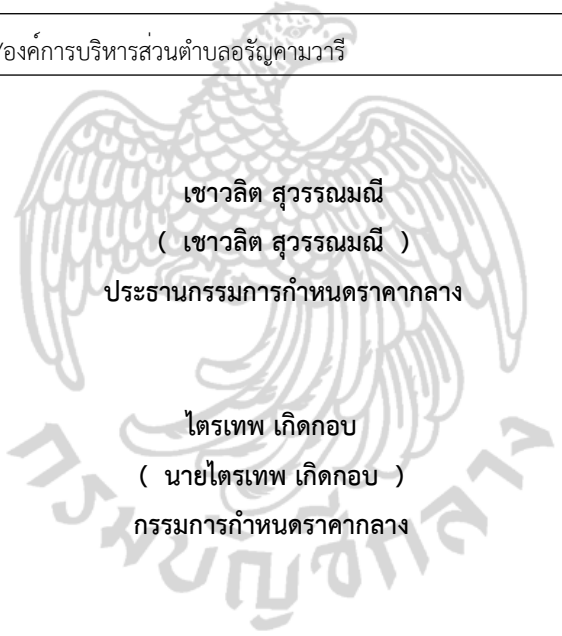 /องค์การบริหารส่วนตำบลอรัญคามวารี
เชาวลิต สุวรรณมณี
( เชาวลิต สุวรรณมณี )
ประธานกรรมการกำหนดราคากลาง
ไตรเทพ เกิดกอบ
( นายไตรเทพ เกิดกอบ )
กรรมการกำหนดราคากลาง
กรมบัญชีกลาง